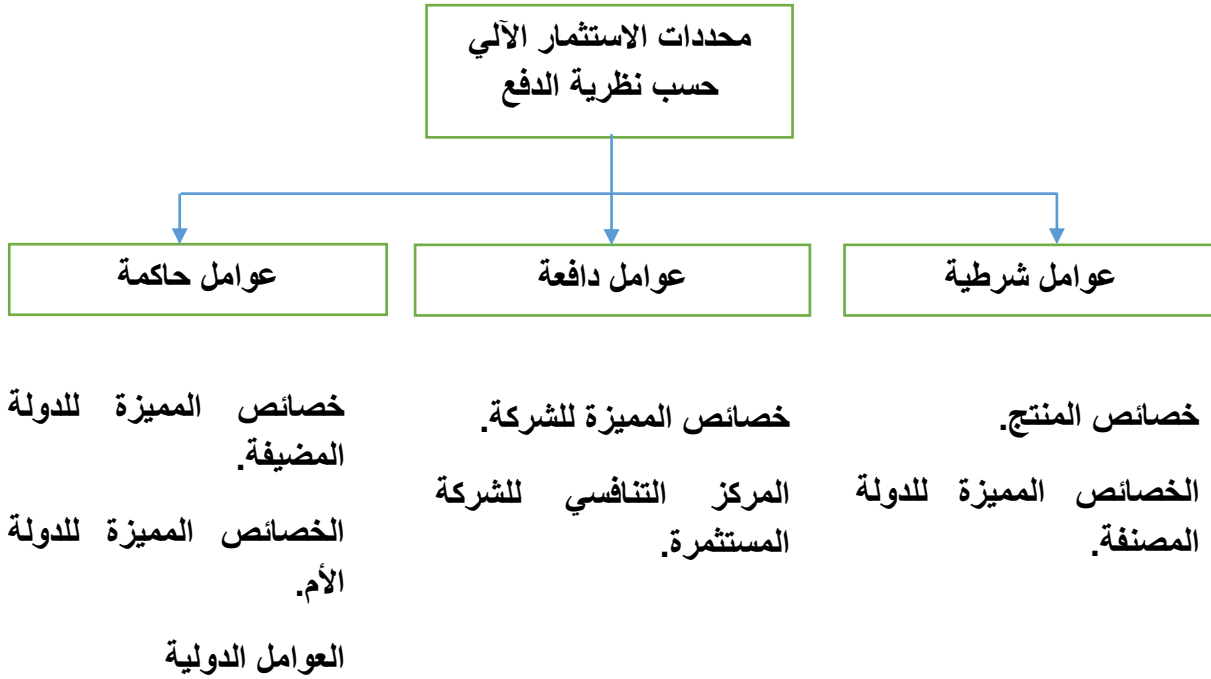 محددات الاستثمار الآلي
حسب نظرية الدفع
عوامل شرطية
عوامل دافعة
عوامل حاكمة
خصائص المنتج.
الخصائص المميزة للدولة
المصنفة.
خصائص المميزة للشركة.
المركز التنافسي للشركة
المستثمرة.
خصائص المميزة للدولة
المضيفة.
الخصائص المميزة للدولة
الأم.
العوامل الدولية